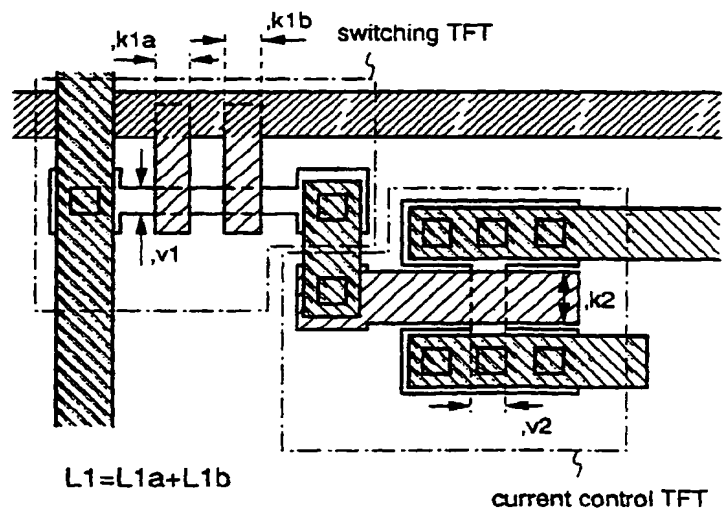 switching TFT
,k1a
,k1b
,v1
,k2
,v2
L1=L1a+L1b
current control TFT